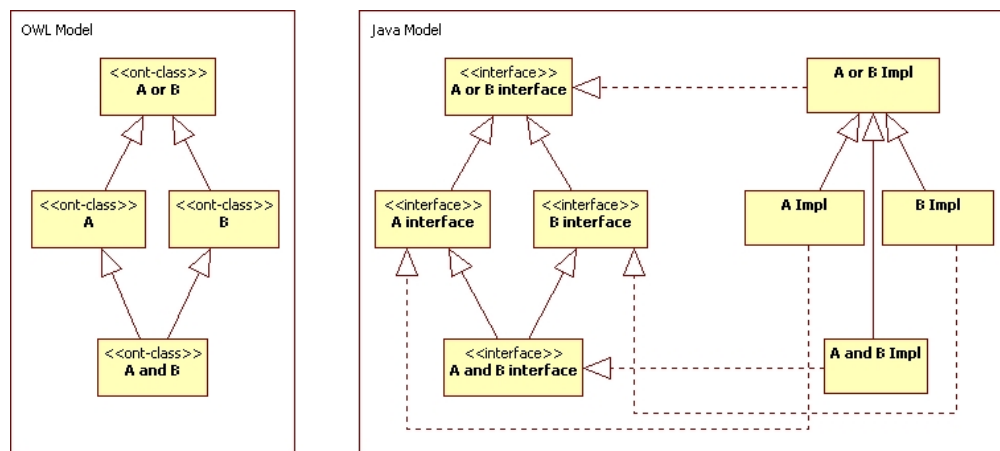 OWL Model
<<ont-class>>
A or B
<<ont-class>>
A
<<ont-class>>
B
<<ont-class>>
A and B
Java Model
<<interface>>
A or B interface
A or B Impl
<<interface>>
A interface
<<interface>>
B interface
A Impl
B Impl
<<interface>>
A and B interface
A and B Impl